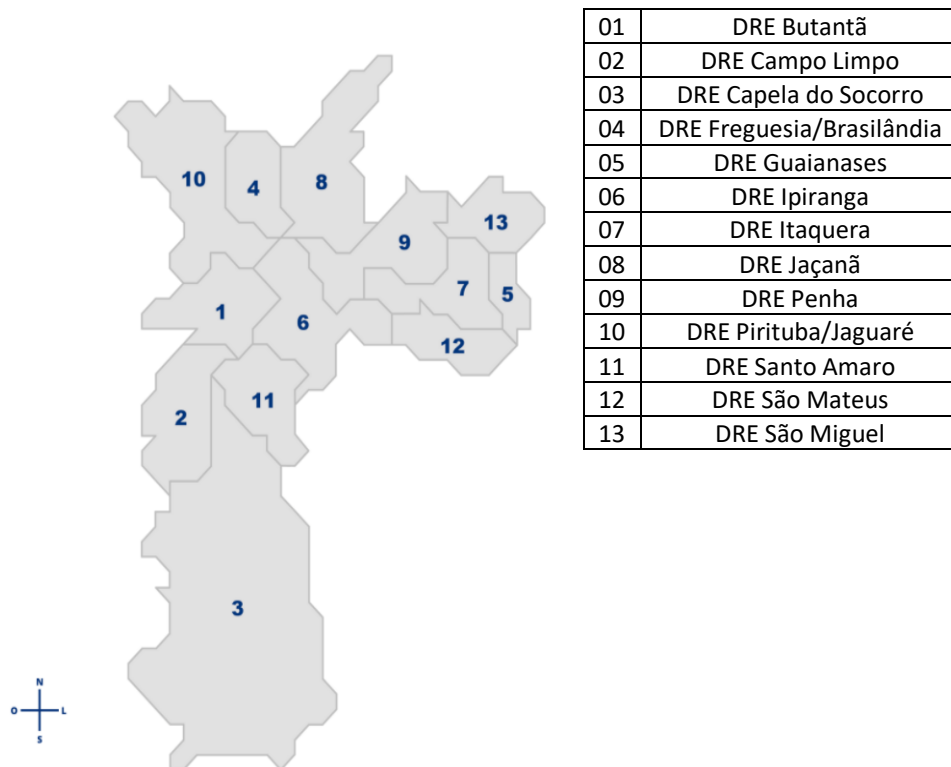 10
4
8
13
9
7
5
1
6
12
11
2
3
N
O L
S
01 DRE Butantã
02 DRE Campo Limpo
03 DRE Capela do Socorro
04 DRE Freguesia/Brasilândia
05 DRE Guaianases
06 DRE Ipiranga
07 DRE Itaquera
08 DRE Jaçanã
09 DRE Penha
10 DRE Pirituba/Jaguaré
11 DRE Santo Amaro
12 DRE São Mateus
13 DRE São Miguel